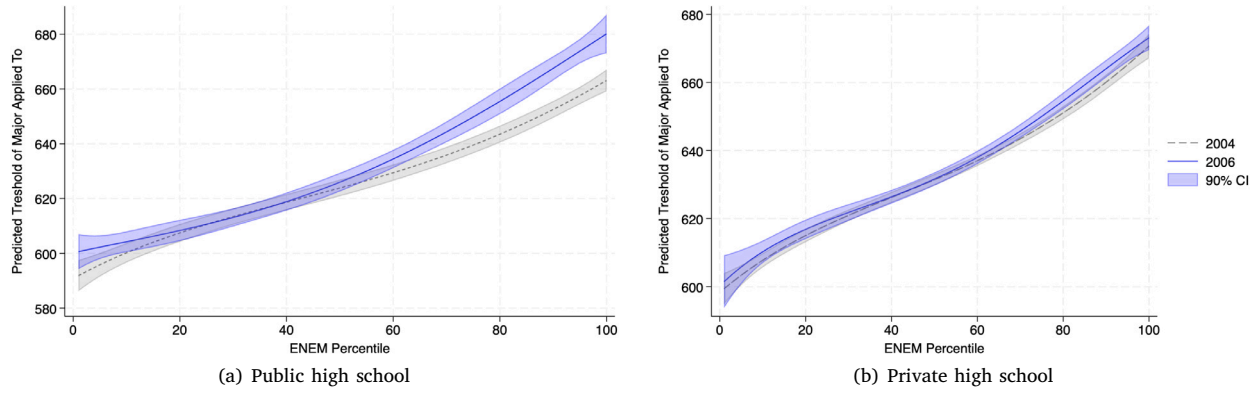 Predicted Treshold of Major Applied To
680
660
640
620
600
580
0 20 40 60 80 100
ENEM Percentile
(a) Public high school
Predicted Treshold of Major Applied To
680
660
640
620
600
0 20 40 60 80 100
ENEM Percentile
(b) Private high school
2004
2006
90% CI